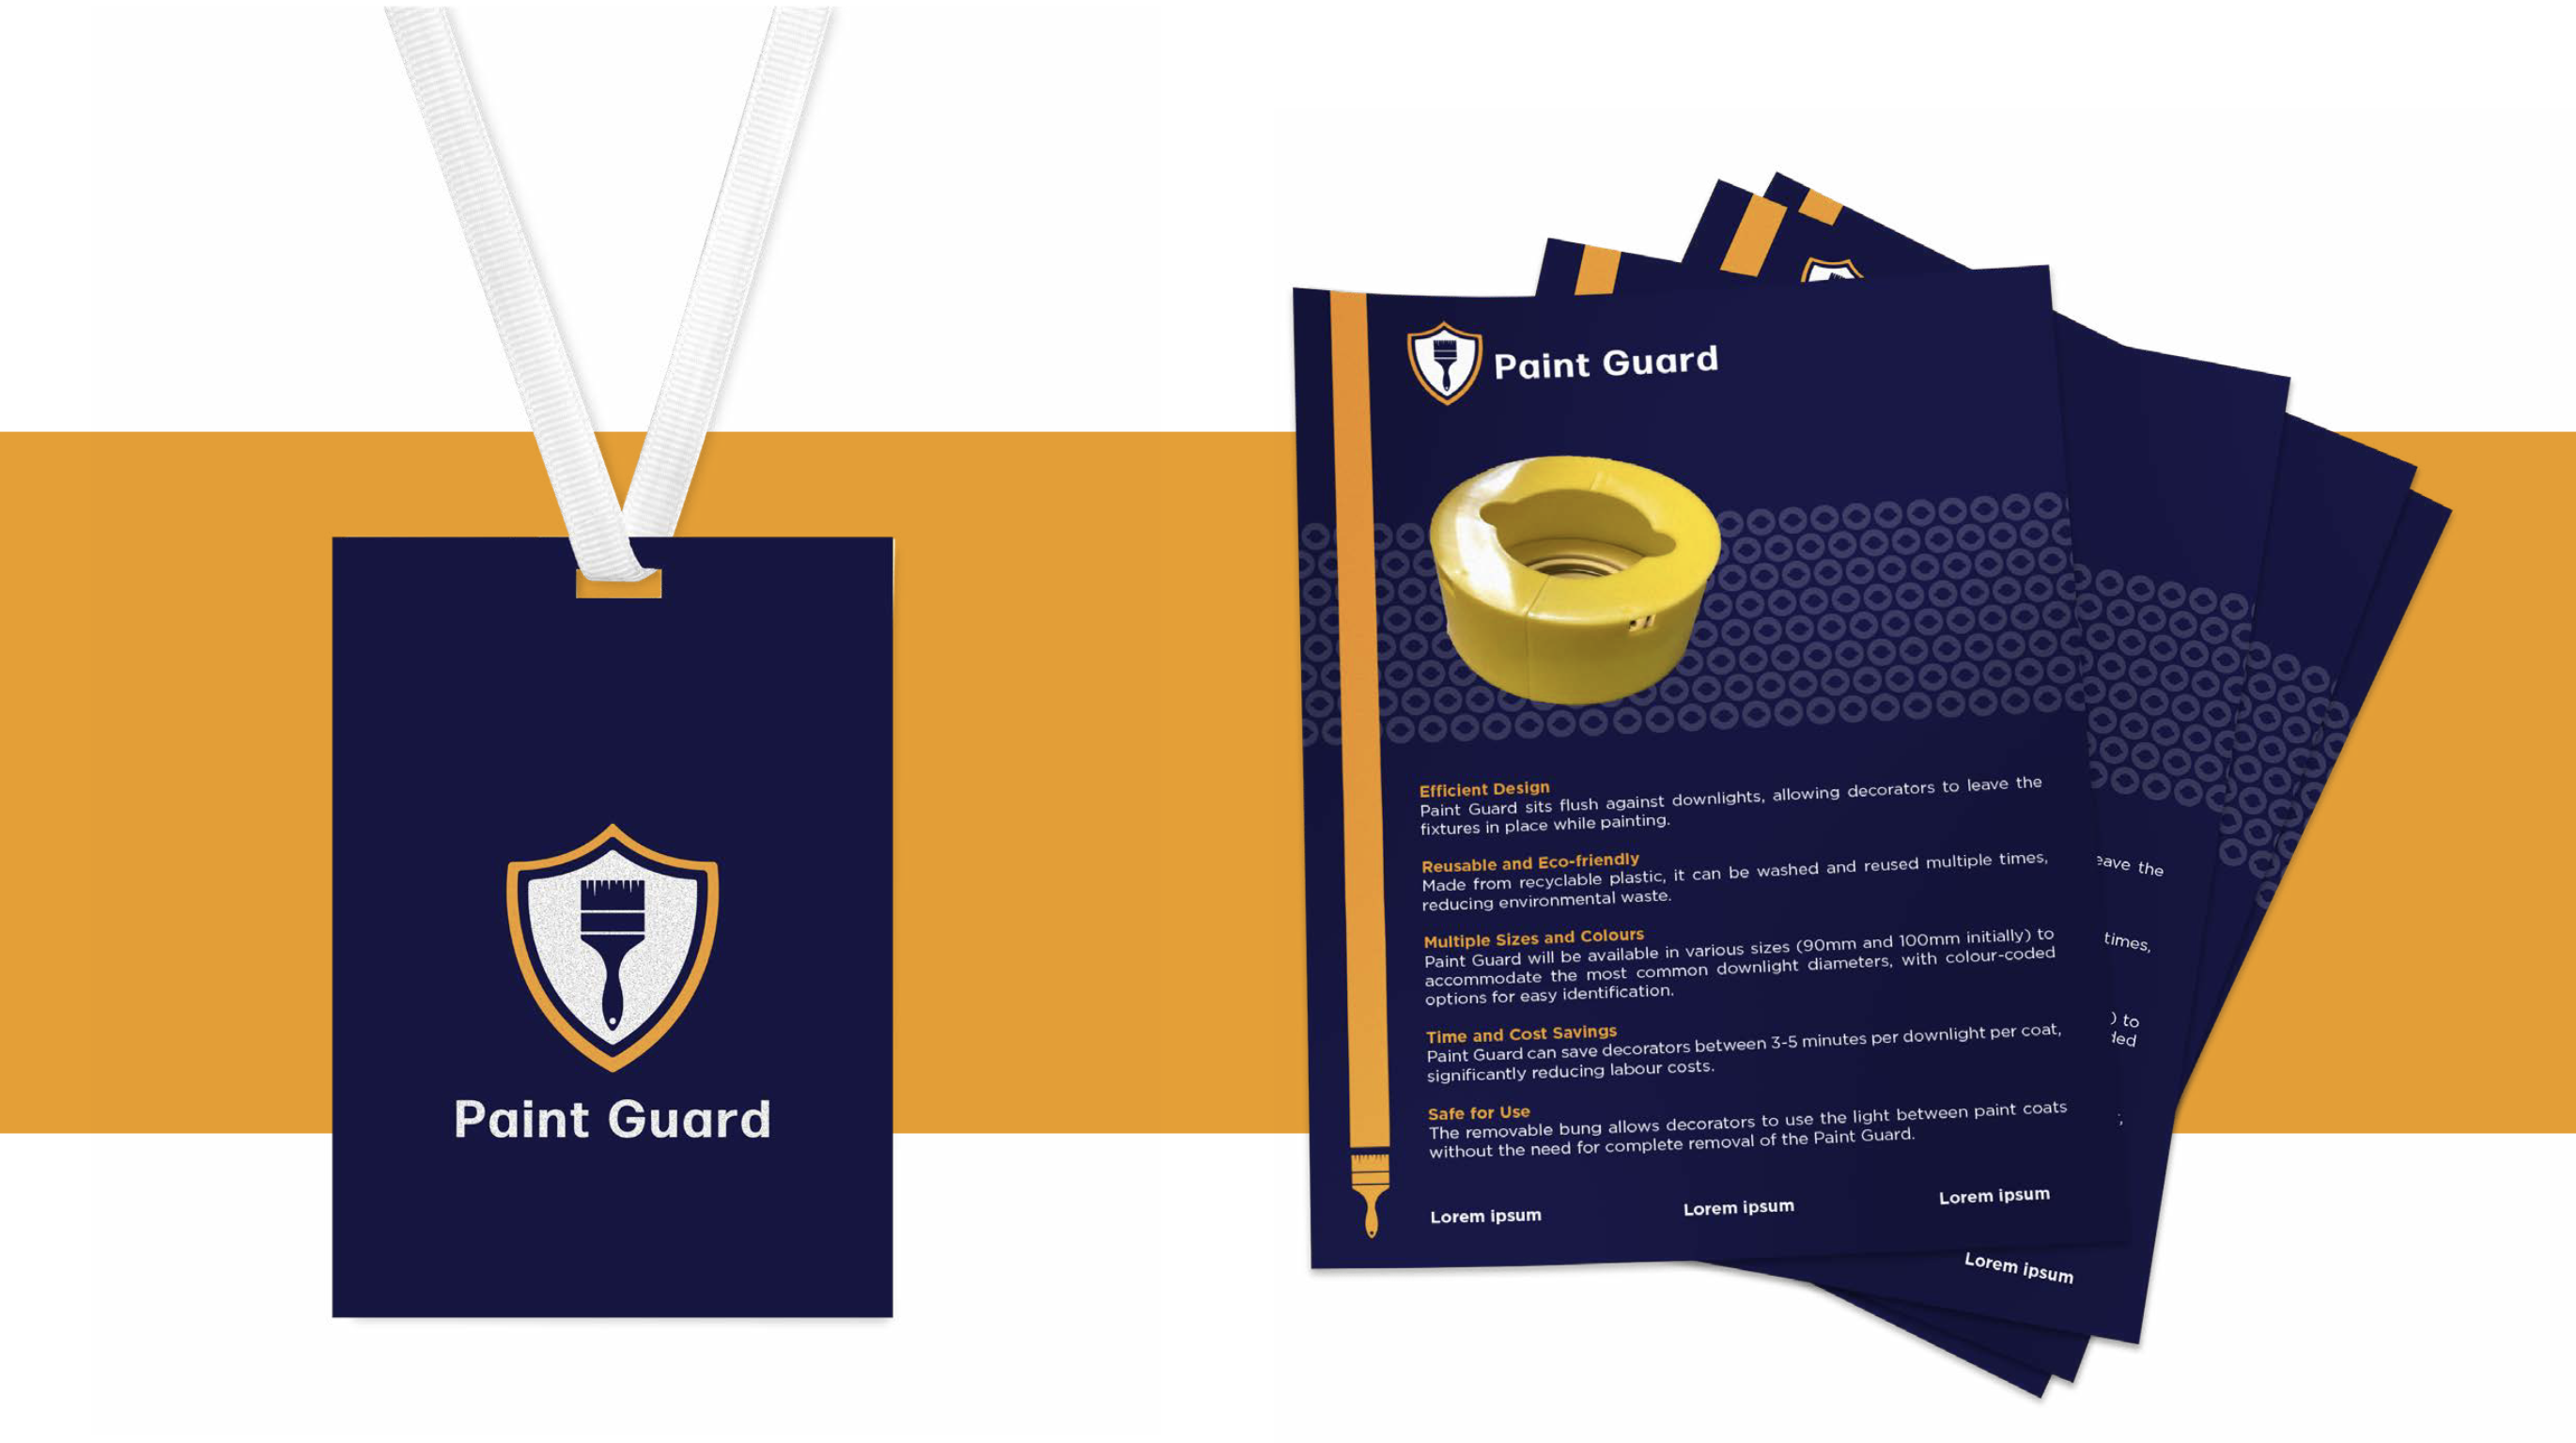 Paint Guard
Paint Guard
Efficient Design
Paint Guard sits flush against downlights, allowing decorators to leave the
fixtures in place while painting.
Reusable and Eco-friendly
Made from recyclable plastic, it can be washed and reused multiple times,
reducing environmental waste.
Multiple Sizes and Colours
Paint Guard will be available in various sizes (90mm and 100mm initially) to
accommodate the most common downlight diameters, with colour-coded
options for easy identification.
Time and Cost Savings
Paint Guard can save decorators between 3-5 minutes per downlight per coat,
significantly reducing labour costs.
Safe for Use
The removable bung allows decorators to use the light between paint coats
without the need for complete removal of the Paint Guard.
Lorem ipsum
Lorem ipsum
Lorem ipsum
the
times,
) to
Lorem ipsum